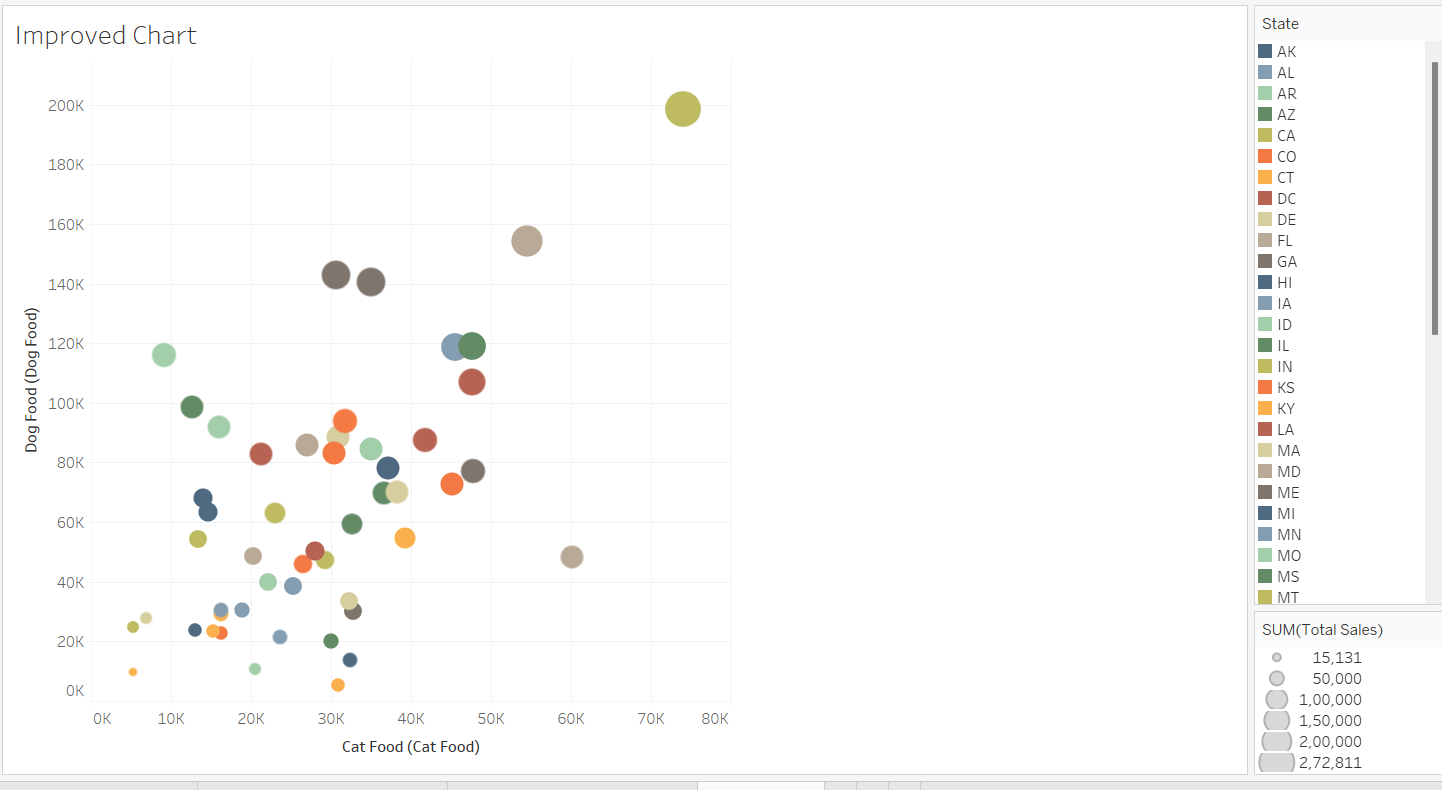 Improved Chart
200K
180K
160K
140K
120K
100K
80K
60K
40K
20K
0K
Dog Food (Dog Food)
0K 10K 20K 30K 40K 50K 60K 70K 80K
Cat Food (Cat Food)
State
AK
AL
AR
AZ
CA
CO
CT
DC
DE
FL
GA
HI
IA
ID
IL
IN
KS
KY
LA
MA
MD
ME
MI
MN
MO
MS
MT
SUM(Total Sales)
15,131
50,000
1,00,000
1,50,000
2,00,000
2,72,811